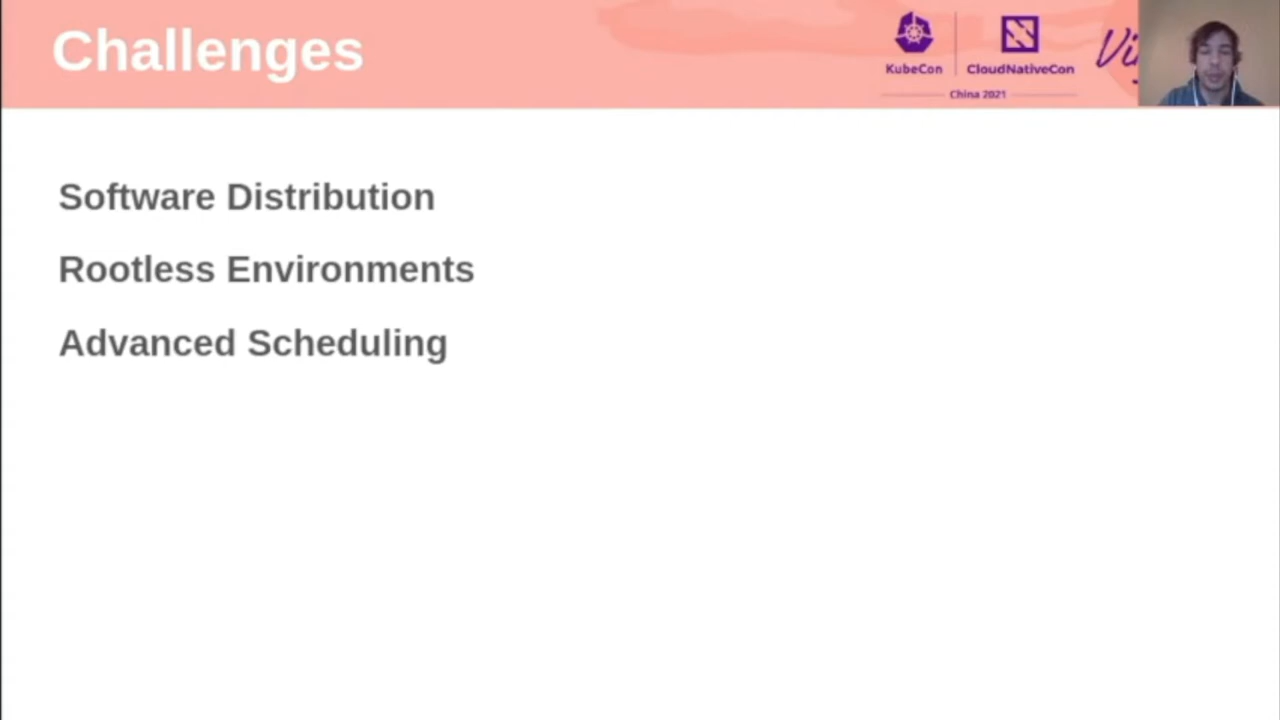 Challenges
KubeCon
CloudNativeCon
China 2021
Software Distribution
Rootless Environments
Advanced Scheduling